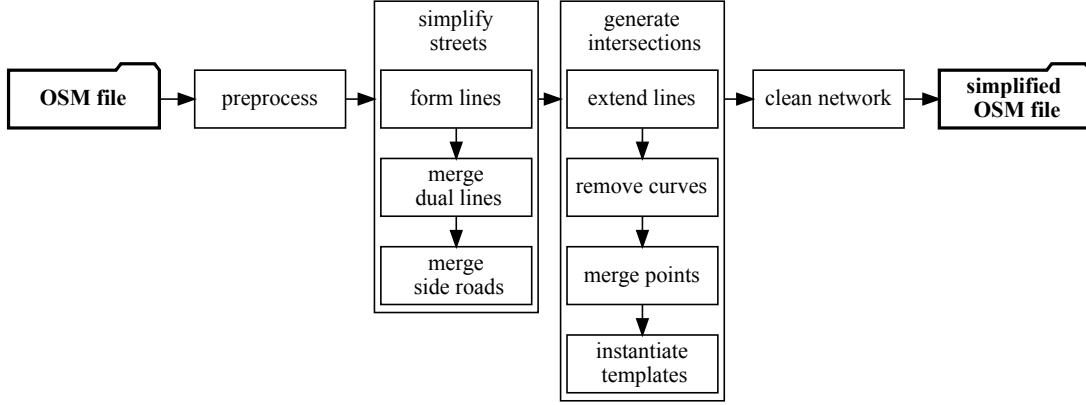 OSM file
preprocess
simplify
streets
form lines
merge
dual lines
merge
side roads
generate
intersections
extend lines
remove curves
merge points
instantiate
templates
clean network
simplified
OSM file